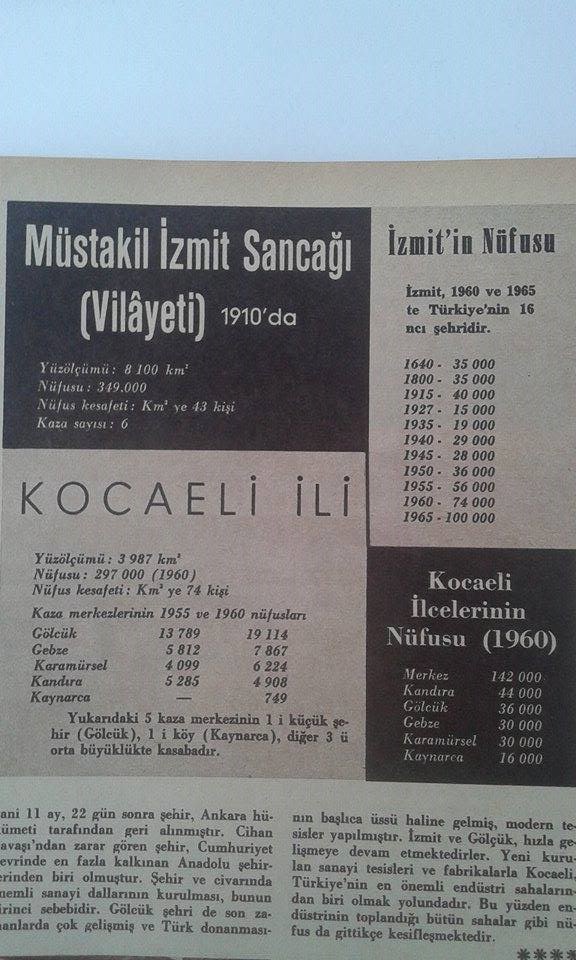 Müstakil İzmit Sancağı
(Vilâyeti) 1910'da
Yüzölçümü : 8 100 km²
Nüfusu : 349.000
Nüfus kesafeti : Km² ye 43 kişi
Kaza sayısı : 6
İzmit'in Nüfusu
İzmit, 1960 ve 1965
te Türkiye'nin 16
ncı şehridir.
1640 - 35 000
1800 - 35 000
1915 - 40 000
1927 - 15 000
1935 - 19 000
1940 - 29 000
1945 - 28 000
1950 - 36 000
1955 - 56 000
1960 - 74 000
1965 - 100 000
KOCAELİ İLİ
Yüzölçümü : 3 987 km²
Nüfusu : 297 000 (1960)
Nüfus kesafeti : Km² ye 74 kişi
Kaza merkezlerinin 1955 ve 1960 nüfusları
Gölcük 13 789 19 114
Gebze 5 812 7 867
Karamürsel 4 099 6 224
Kandıra 5 285 4 908
Kaynarca — 749
Yukarıdaki 5 kaza merkezinin 1 i küçük şe-
hir (Gölcük), 1 i köy (Kaynarca), diğer 3 ü
orta büyüklükte kasabadır.
Kocaeli
İlcelerinin
Nüfusu (1960)
Merkez 142 000
Kandıra 44 000
Gölcük 36 000
Gebze 30 000
Karamürsel 30 000
Kaynarca 16 000
ani 11 ay, 22 gün sonra şehir, Ankara hü-
ümeti tarafından geri alınmıştır. Cihan
avaşı'ndan zarar gören şehir, Cumhuriyet
evrinde en fazla kalkınan Anadolu şehir-
erinden biri olmuştur. Şehir ve civarında
nemli sanayi dallarının kurulması, bunun
irinci sebebidir. Gölcük şehri de son za-
anlarda çok gelişmiş ve Türk donanması-
nın başlıca üssü haline gelmiş, modern te-
sisler yapılmıştır. İzmit ve Gölçük, hızla ge-
lişmeye devam etmektedirler. Yeni kuru-
lan sanayi tesisleri ve fabrikalarla Kocaeli,
Türkiye'nin en önemli endüstri sahaların-
dan biri olmak yolundadır. Bu yüzden en-
düstrinin toplandığı bütün sahalar gibi nü-
fus da gittikçe kesifleşmektedir.
****